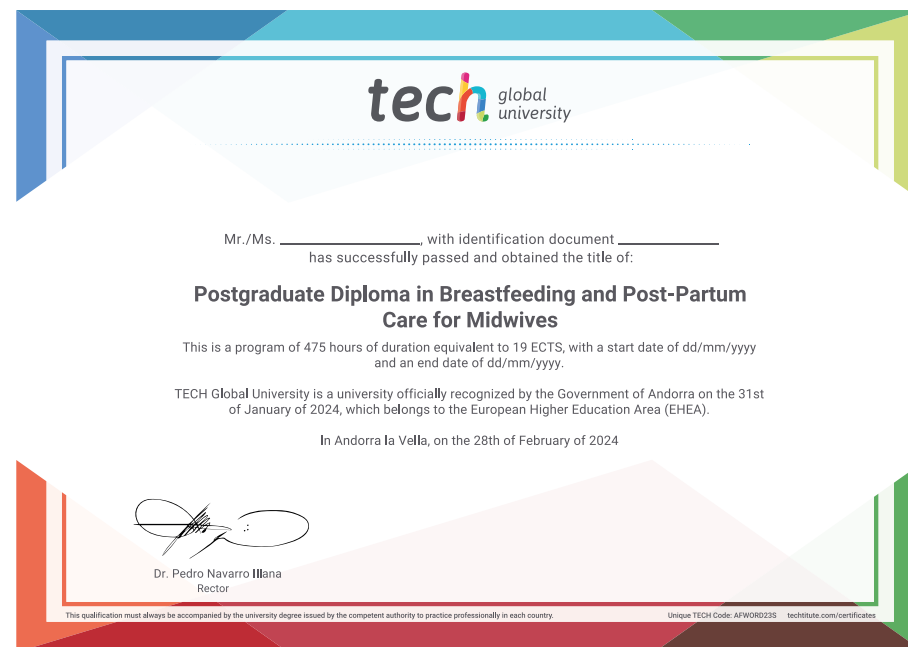 tech global
university
Mr./Ms. ____________, with identification document ____________
has successfully passed and obtained the title of:
Postgraduate Diploma in Breastfeeding and Post-Partum
Care for Midwives
This is a program of 475 hours of duration equivalent to 19 ECTS, with a start date of dd/mm/yyyy
and an end date of dd/mm/yyyy.
TECH Global University is a university officially recognized by the Government of Andorra on the 31st
of January of 2024, which belongs to the European Higher Education Area (EHEA).
In Andorra la Vella, on the 28th of February of 2024
Dr. Pedro Navarro Illana
Rector
This qualification must always be accompanied by the university degree issued by the competent authority to practice professionally in each country.
Unique TECH Code: AFWORD23S techtitute.com/certificates